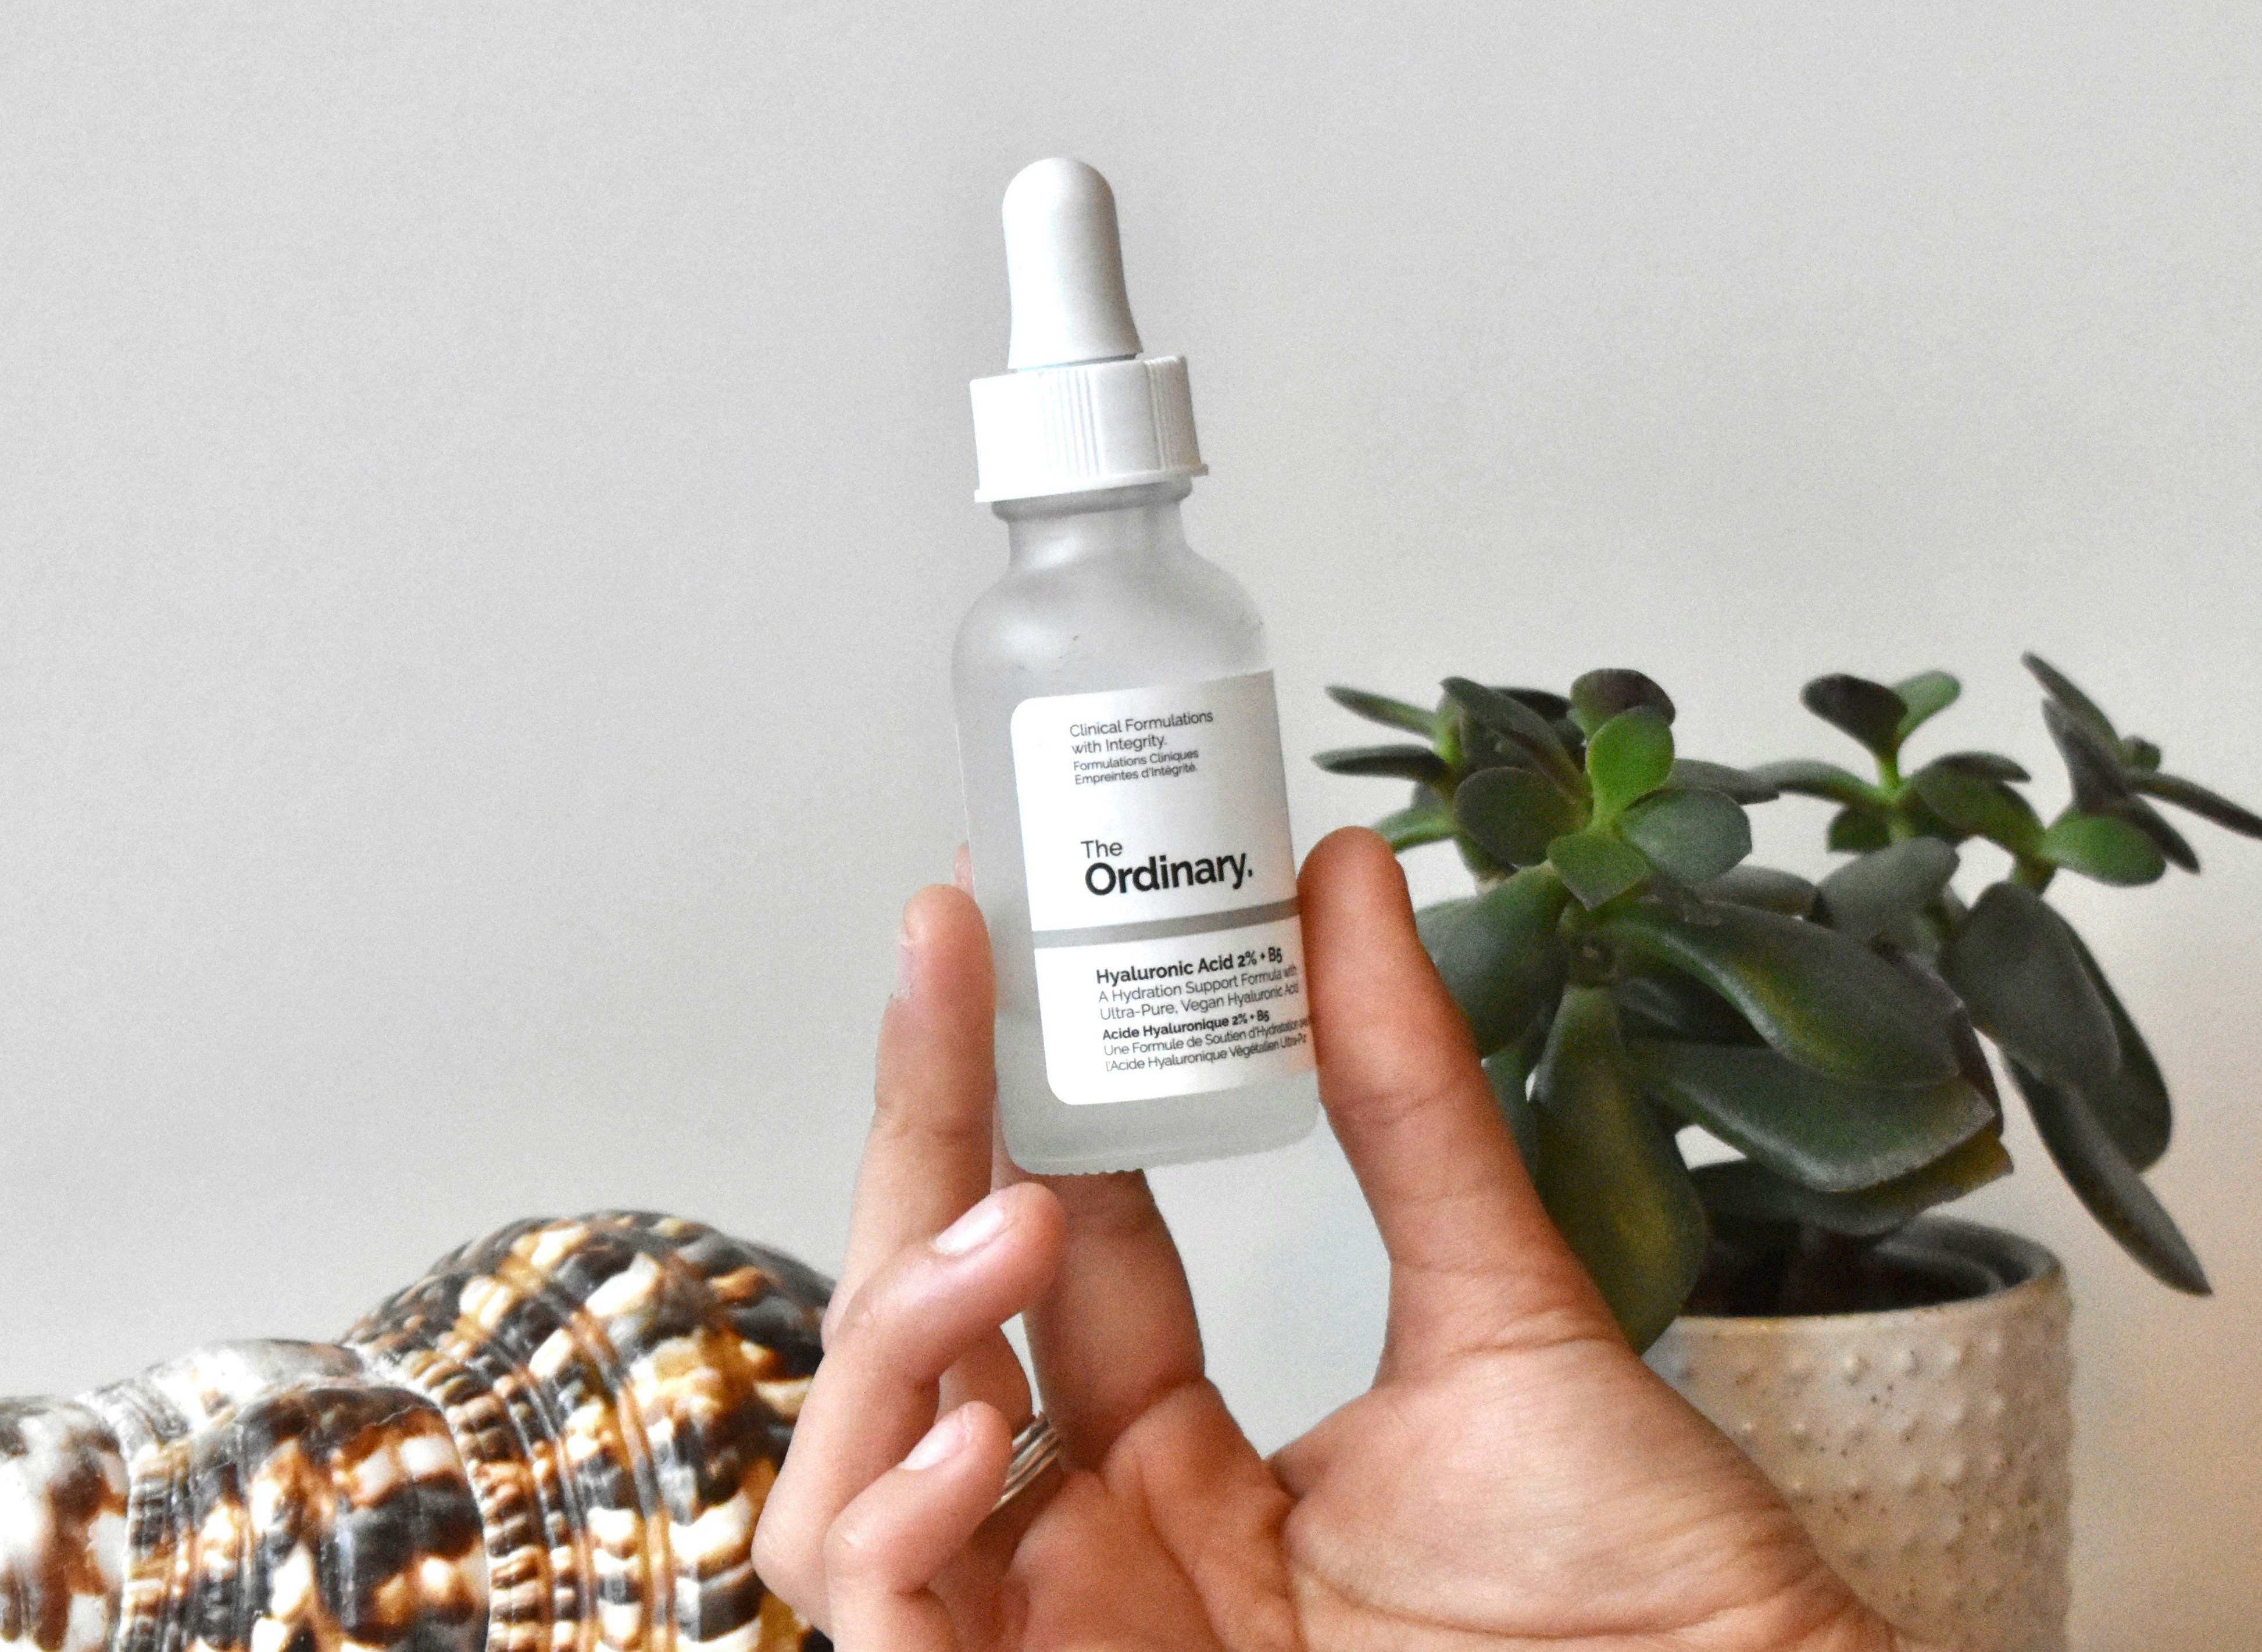 Clinical Formulations
with Integrity.
Formulations Cliniques
Empreintes d'Intégrité.
The
Ordinary.
Hyaluronic Acid 2% + B5
A Hydration Support Formula with
Ultra-Pure, Vegan Hyaluronic Acid
Acide Hyaluronique 2% + B5
Une Formule de Soutien d'Hydratation avec
l'Acide Hyaluronique Végétalien Ultra-Pur